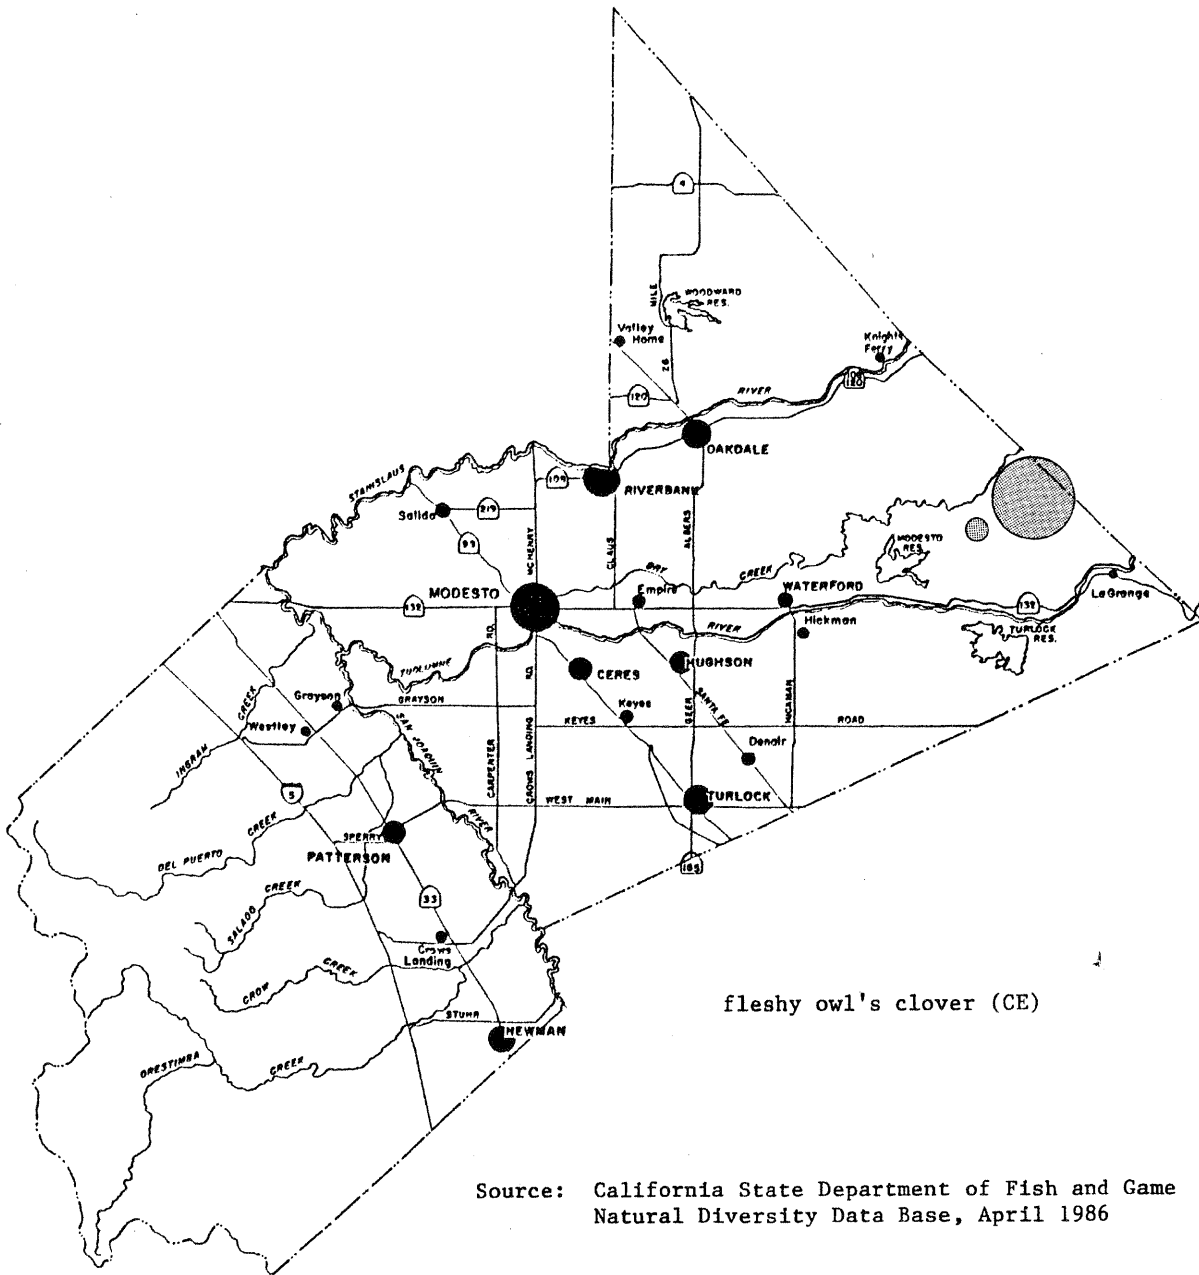 9
MILE
WOODWARD
RES.
Valley
Home
Knights
Ferry
26
120
RIVER
108
120
OAKDALE
STANISLAUS
108
RIVERBANK
Salida
219
99
McHENRY
CLAUS
ALBERS
MODESTO
RES.
DRY
CREEK
MODESTO
132
Empire
WATERFORD
LaGrange
132
Hickman
RIVER
TURLOCK
RES.
RD.
TUOLUMNE
CERES
HUGHSON
RD.
Grayson
GRAYSON
CREEK
Westley
INGRAM
SAN JOAQUIN
Keyes
KEYES
GEER
SANTA FE
HICKMAN
ROAD
Denair
CARPENTER
CROWS LANDING
5
WEST MAIN
TURLOCK
RIVER
SPERRY
PATTERSON
DEL PUERTO
CREEK
165
33
SALADO
CREEK
Crows
Landing
CROW
CREEK
STUHR
NEWMAN
ORESTIMBA
CREEK
fleshy owl's clover (CE)
Source: California State Department of Fish and Game
Natural Diversity Data Base, April 1986